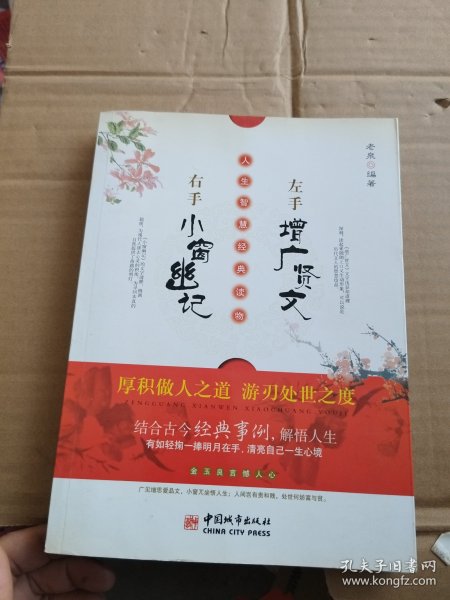 老泉◎编著
左手
增广贤文
人生智慧经典读物
右手
小窗幽记
厚积做人之道 游刃处世之度
ZENGGUANG XIANWEN XIAOCHUANG YOUJI
结合古今经典事例,解悟人生
有如轻掬一捧明月在手,清亮自己一生心境
金玉良言憾人心
中国城市出版社
CHINA CITY PRESS
孔夫子旧书网
www.kongfz.com